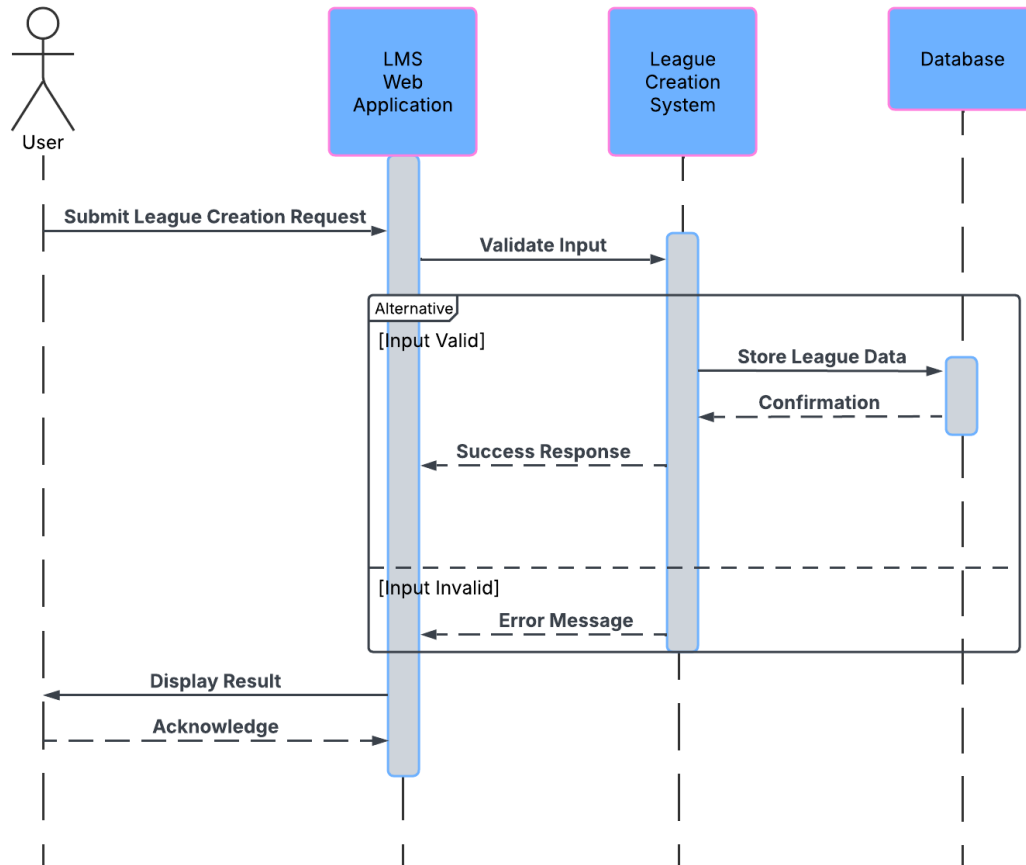 User
LMS
Web
Application
League
Creation
System
Database
Submit League Creation Request
Validate Input
Alternative
[Input Valid]
Store League Data
Confirmation
Success Response
[Input Invalid]
Error Message
Display Result
Acknowledge